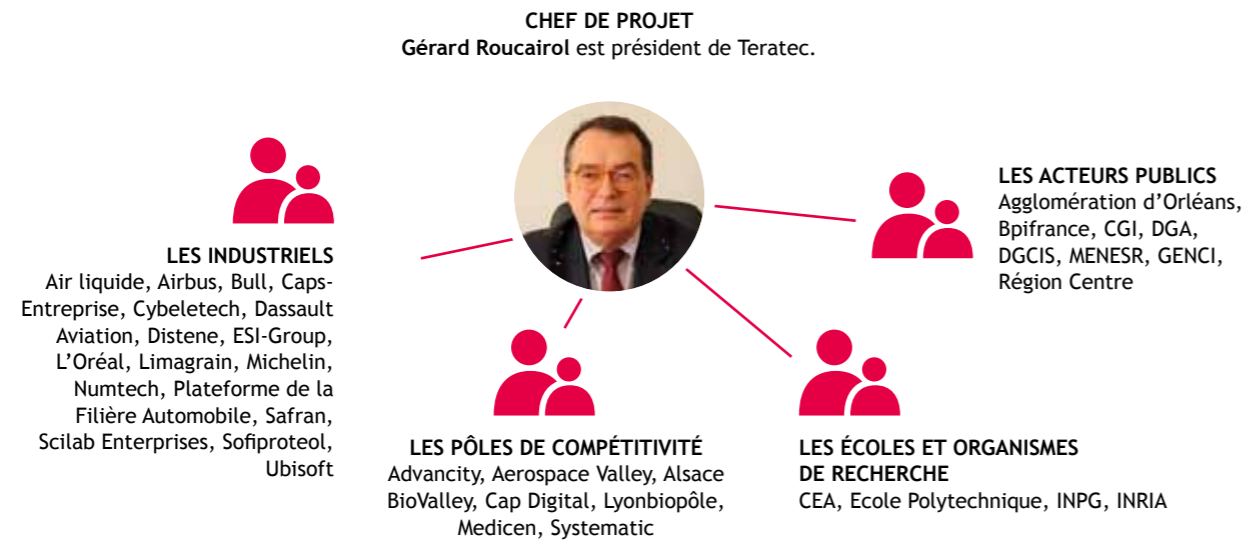 CHEF DE PROJET
Gérard Roucairol est président de Teratec.
LES INDUSTRIELS
Air liquide, Airbus, Bull, Caps-
Entreprise, Cybeletech, Dassault
Aviation, Distene, ESI-Group,
L'Oréal, Limagrain, Michelin,
Numtech, Plateforme de la
Filière Automobile, Safran,
Scilab Enterprises, Sofiproteol,
Ubisoft
LES PÔLES DE COMPÉTITIVITÉ
Advancity, Aerospace Valley, Alsace
BioValley, Cap Digital, Lyonbiopôle,
Medicen, Systematic
LES ÉCOLES ET ORGANISMES
DE RECHERCHE
CEA, Ecole Polytechnique, INPG, INRIA
LES ACTEURS PUBLICS
Agglomération d'Orléans,
Bpifrance, CGI, DGA,
DGCIS, MENESR, GENCI,
Région Centre